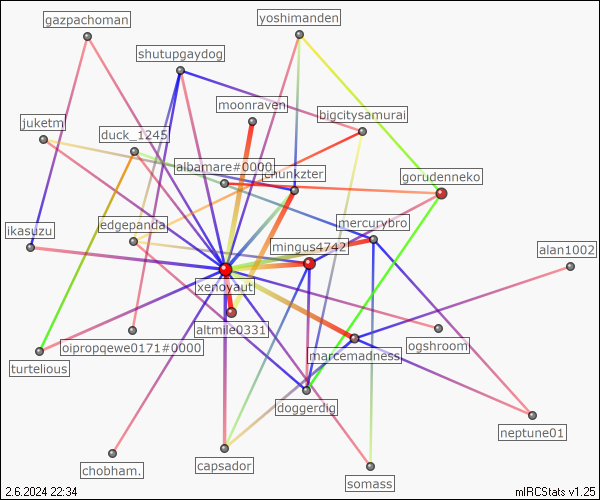 gazpachoman
yoshimanden
shutupgaydog
moonraven
bigcitysamurai
juketm
duck_1245
albamare#0000
chunkzter
gorudenneko
ikasuzu
edgepanda
mercurybro
mingus4742
alan1002
xenoyaut
altmile0331
oipropqewe0171#0000
ogshroom
marcemadness
turtelious
doggerdig
neptune01
chobham.
capsador
somass
2.6.2024 22:34
mIRCStats v1.25